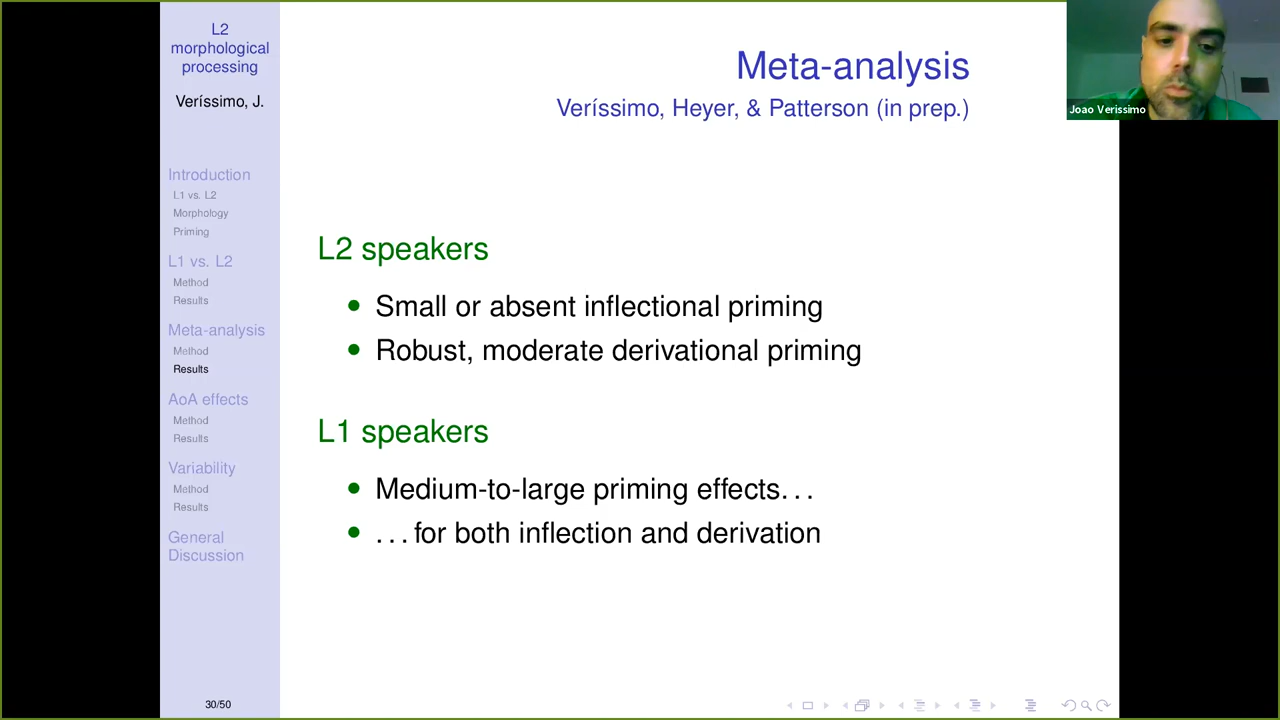 L2
morphological
processing
Veríssimo, J.
Introduction
L1 vs. L2
Morphology
Priming
L1 vs. L2
Method
Results
Meta-analysis
Method
Results
AoA effects
Method
Results
Variability
Method
Results
General
Discussion
30/50
Meta-analysis
Veríssimo, Heyer, & Patterson (in prep.)
L2 speakers
• Small or absent inflectional priming
• Robust, moderate derivational priming
L1 speakers
• Medium-to-large priming effects. . .
• . . . for both inflection and derivation
Joao Verissimo